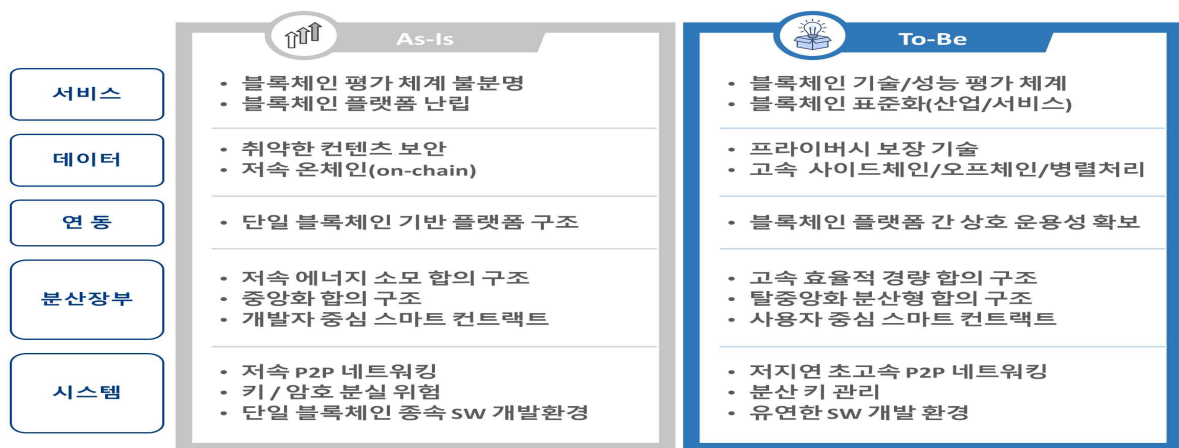 As-Is
To-Be
서비스
• 블록체인 평가 체계 불분명
• 블록체인 플랫폼 난립
• 블록체인 기술/성능 평가 체계
• 블록체인 표준화(산업/서비스)
데이터
• 취약한 컨텐츠 보안
• 저속 온체인(on-chain)
• 프라이버시 보장 기술
• 고속 사이드체인/오프체인/병렬처리
연 동
• 단일 블록체인 기반 플랫폼 구조
• 블록체인 플랫폼 간 상호 운용성 확보
분산장부
• 저속 에너지 소모 합의 구조
• 중앙화 합의 구조
• 개발자 중심 스마트 컨트랙트
• 고속 효율적 경량 합의 구조
• 탈중앙화 분산형 합의 구조
• 사용자 중심 스마트 컨트랙트
시스템
• 저속 P2P 네트워킹
• 키 / 암호 분실 위험
• 단일 블록체인 종속 SW 개발환경
• 저지연 초고속 P2P 네트워킹
• 분산 키 관리
• 유연한 SW 개발 환경